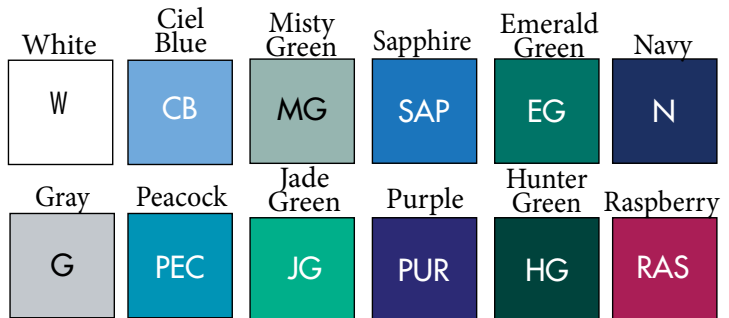 White
Ciel
Blue
Misty
Green
Sapphire
Emerald
Green
Navy
W
CB
MG
SAP
EG
N
Gray
Peacock
Jade
Green
Purple
Hunter
Green
Raspberry
G
PEC
JG
PUR
HG
RAS